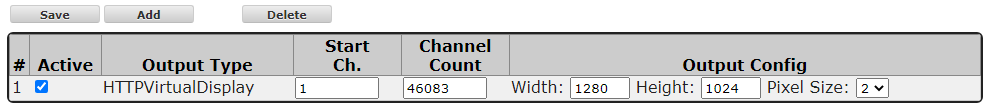 Save Add Delete
# Active Output Type Start Ch. Channel Count Output Config
1 HTTPVirtualDisplay 1 46083 Width: 1280 Height: 1024 Pixel Size: 2